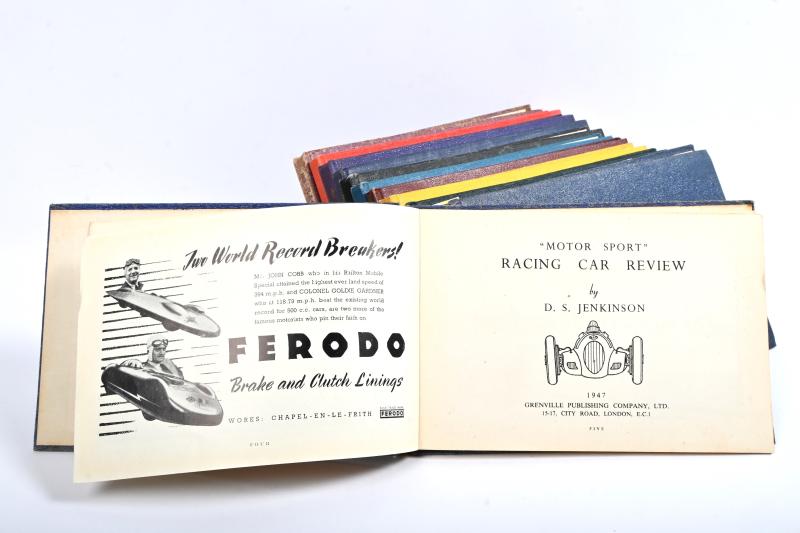 Two World Record Breakers!
Mr. JOHN COBB who in his Railton Mobile
Special attained the highest ever land speed of
394 m.p.h. and COLONEL GOLDIE GARDNER
who at 118.79 m.p.h. beat the existing world
record for 500 c.c. cars, are two more of the
famous motorists who pin their faith on
FERODO
Brake and Clutch Linings
WORKS: CHAPEL-EN-LE-FRITH
FERODO
FOUR
"MOTOR SPORT"
RACING CAR REVIEW
by
D. S. JENKINSON
1947
GRENVILLE PUBLISHING COMPANY, LTD.
15-17, CITY ROAD, LONDON, E.C.1
FIVE